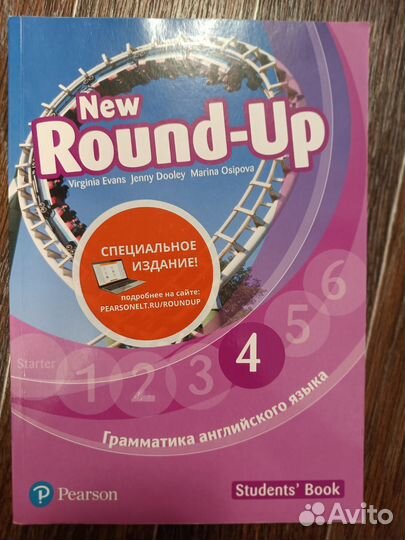 New
Round-Up
Virginia Evans Jenny Dooley Marina Osipova
СПЕЦИАЛЬНОЕ
ИЗДАНИЕ!
подробнее на сайте:
PEARSONELT.RU/ROUNDUP
Starter 1 2 3 4 5 6
Грамматика английского языка
Pearson
Students' Book
Avito